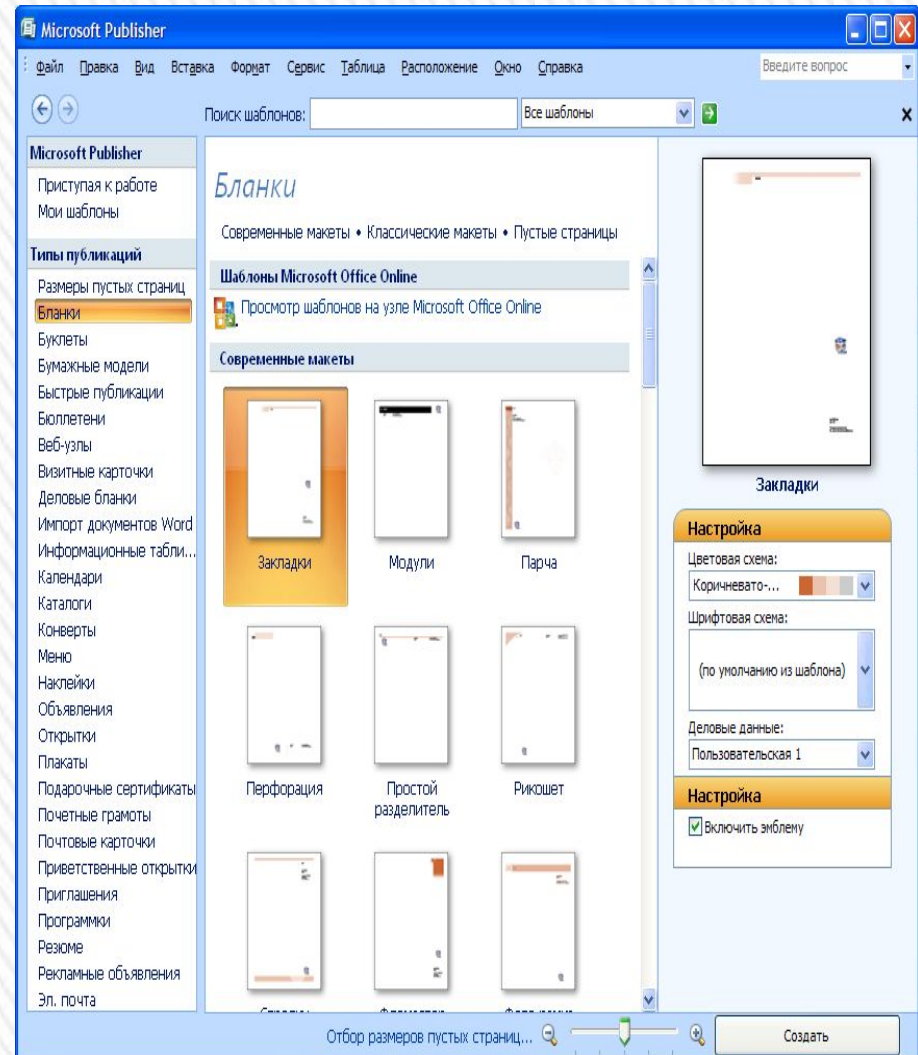 Microsoft Publisher
Файл Правка Вид Вставка Формат Сервис Таблица Расположение Окно Справка
Введите вопрос
Поиск шаблонов:
Все шаблоны
Microsoft Publisher
Приступая к работе
Мои шаблоны
Типы публикаций
Размеры пустых страниц
Бланки
Буклеты
Бумажные модели
Быстрые публикации
Бюллетени
Веб-узлы
Визитные карточки
Деловые бланки
Импорт документов Word
Информационные табли...
Календари
Каталоги
Конверты
Меню
Наклейки
Объявления
Открытки
Плакаты
Подарочные сертификаты
Почетные грамоты
Почтовые карточки
Приветственные открытки
Приглашения
Программки
Резюме
Рекламные объявления
Эл. почта
Бланки
Современные макеты • Классические макеты • Пустые страницы
Шаблоны Microsoft Office Online
Просмотр шаблонов на узле Microsoft Office Online
Современные макеты
Закладки
Модули
Парча
Перфорация
Простой
разделитель
Рикошет
Закладки
Настройка
Цветовая схема:
Коричневато-...
Шрифтовая схема:
(по умолчанию из шаблона)
Деловые данные:
Пользовательская 1
Настройка
Включить эмблему
Отбор размеров пустых страниц...
Создать